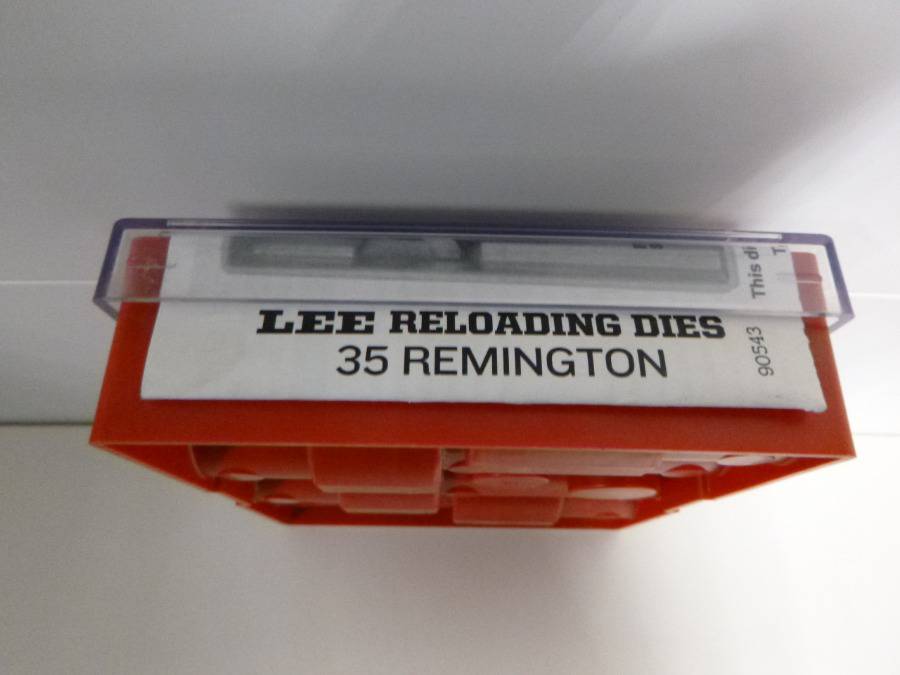 LEE RELOADING DIES
35 REMINGTON
90543
This di